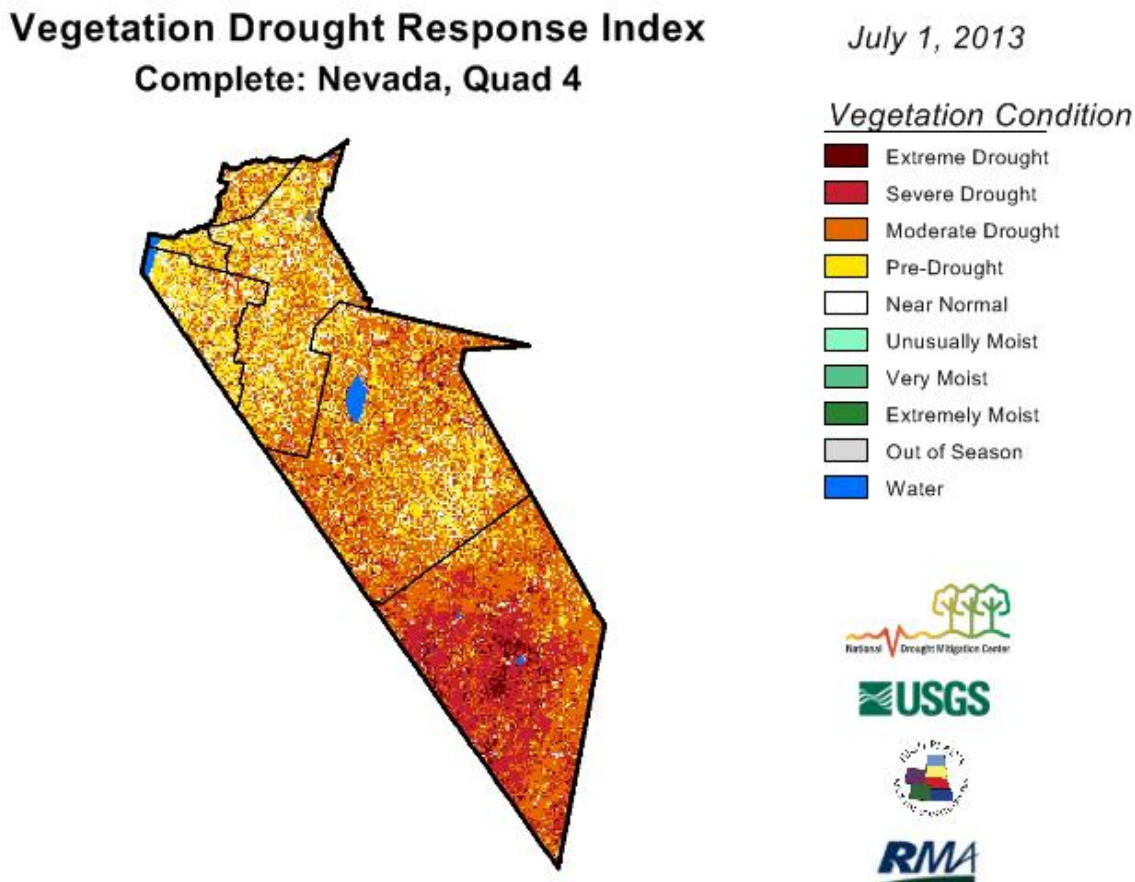 Vegetation Drought Response Index
Complete: Nevada, Quad 4
July 1, 2013
Vegetation Condition
Extreme Drought
Severe Drought
Moderate Drought
Pre-Drought
Near Normal
Unusually Moist
Very Moist
Extremely Moist
Out of Season
Water
National Drought Mitigation Center
USGS
RMA